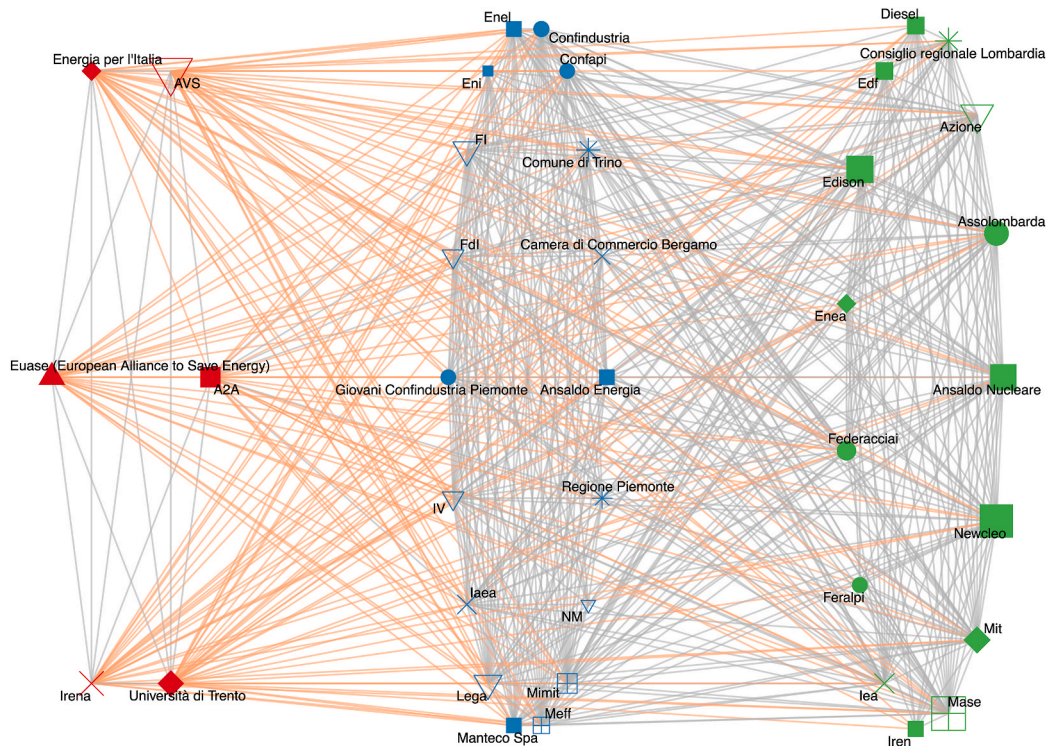 Enel
Diesel
Confindustria
Consiglio regionale Lombardia
Energia per l'Italia
Confapi
AVS
Eni
Edf
Azione
FI
Comune di Trino
Edison
Assolombarda
FdI
Camera di Commercio Bergamo
Enea
Euase (European Alliance to Save Energy)
A2A
Giovani Confindustria Piemonte
Ansaldo Energia
Ansaldo Nucleare
Federacciai
Regione Piemonte
IV
Newcleo
Iaea
Feralpi
NM
Mit
Irena
Università di Trento
Lega
Mimit
Iea
Mase
Meff
Manteco Spa
Iren